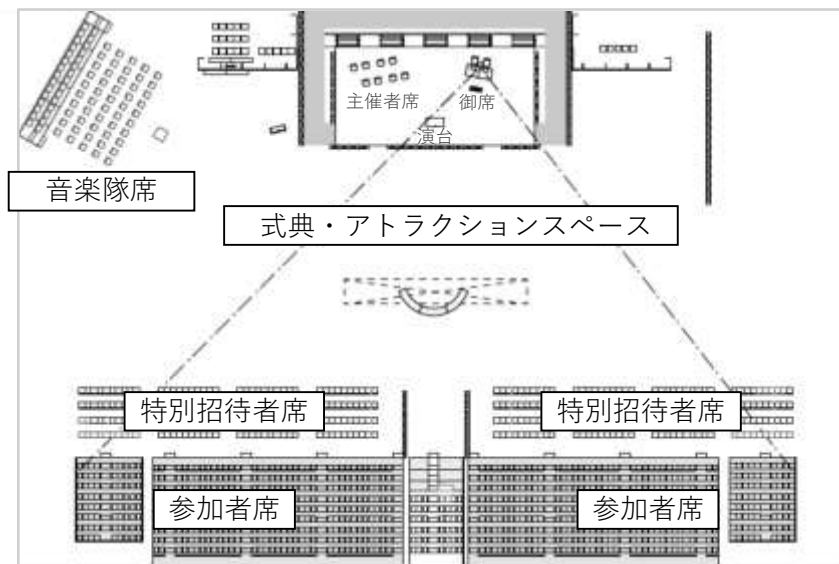 主催者席
御席
演台
音楽隊席
式典・アトラクションスペース
特別招待者席
特別招待者席
参加者席
参加者席